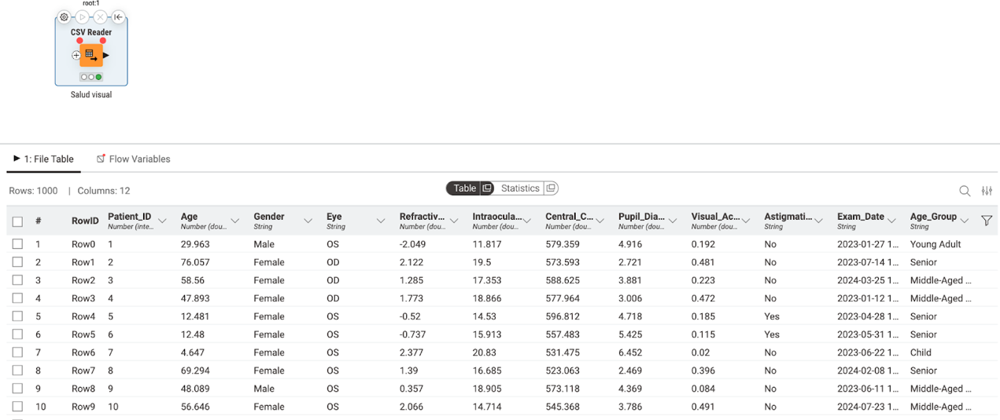 root:1
CSV Reader
Salud visual
1: File Table Flow Variables
Rows: 1000 | Columns: 12 Table Statistics
# RowID Patient_ID Age Gender Eye Refractiv... Intraocula... Central_C... Pupil_Dia... Visual_Ac... Astigmati... Exam_Date Age_Group
Number (inte... Number (dou... String String Number (dou... Number (dou... Number (dou... Number (dou... Number (dou... String String String
1 Row0 1 29.963 Male OS -2.049 11.817 579.359 4.916 0.192 No 2023-01-27 1... Young Adult
2 Row1 2 76.057 Female OD 2.122 19.5 573.593 2.721 0.481 No 2023-07-14 1... Senior
3 Row2 3 58.56 Female OD 1.285 17.353 588.625 3.881 0.223 No 2024-03-25 1... Middle-Aged ...
4 Row3 4 47.893 Female OD 1.773 18.866 577.964 3.006 0.472 No 2023-01-12 1... Middle-Aged ...
5 Row4 5 12.481 Female OS -0.52 14.53 596.812 4.718 0.185 Yes 2023-04-28 1... Senior
6 Row5 6 12.48 Female OS -0.737 15.913 557.483 5.425 0.115 Yes 2023-05-31 1... Senior
7 Row6 7 4.647 Female OS 2.377 20.83 531.475 6.452 0.02 No 2023-06-22 1... Child
8 Row7 8 69.294 Female OS 1.39 16.685 523.063 2.469 0.396 No 2024-02-08 1... Senior
9 Row8 9 48.089 Male OS 0.357 18.905 573.118 4.369 0.084 No 2023-06-11 1... Middle-Aged ...
10 Row9 10 56.646 Female OS 2.066 14.714 545.368 3.786 0.491 No 2024-07-23 1... Middle-Aged ...